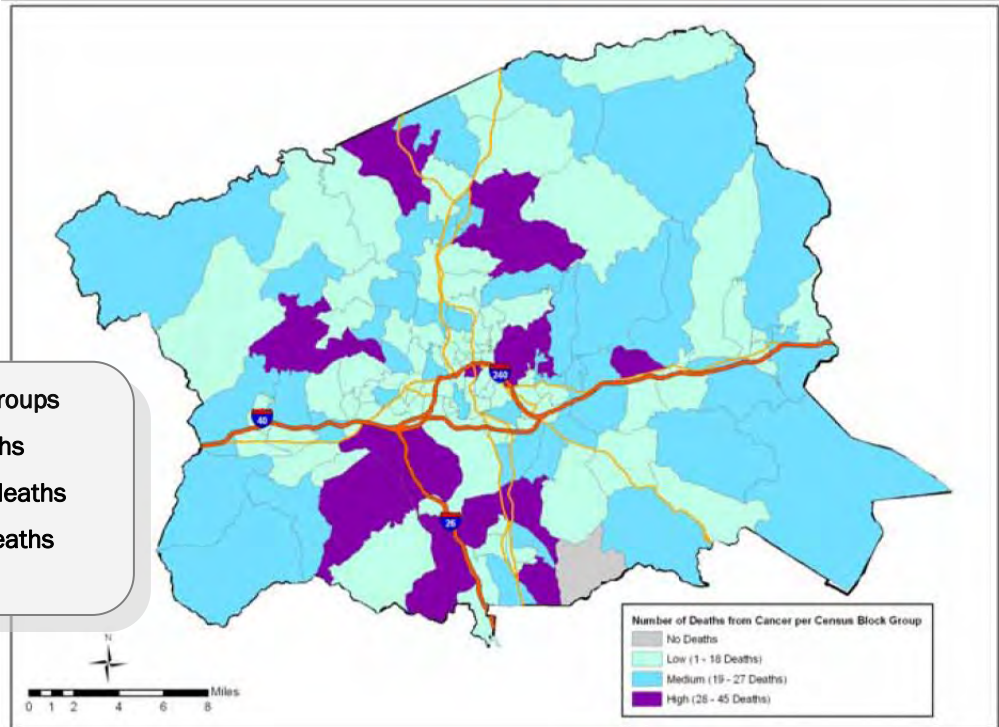 roups
hs
deaths
eaths
240
40
26
N
Miles
0 1 2 4 6 8
Number of Deaths from Cancer per Census Block Group
No Deaths
Low (1 - 18 Deaths)
Medium (19 - 27 Deaths)
High (28 - 45 Deaths)